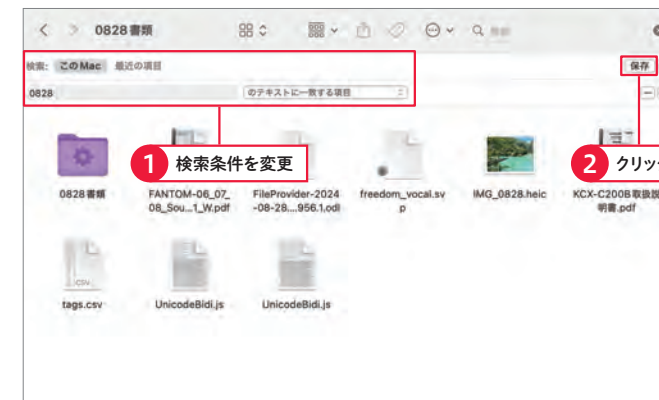 0828書類
検索
検索: このMac 最近の項目
保存
0828
のテキストに一致する項目
1 検索条件を変更
2 クリッ
0828書類
FANTOM-06_07_
08_Sou...1_W.pdf
FileProvider-2024
-08-28....956.1.odl
freedom_vocal.sv
p
IMG_0828.heic
KCX-C200B取扱説
明書.pdf
CSV
tags.csv
UnicodeBidi.js
UnicodeBidi.js